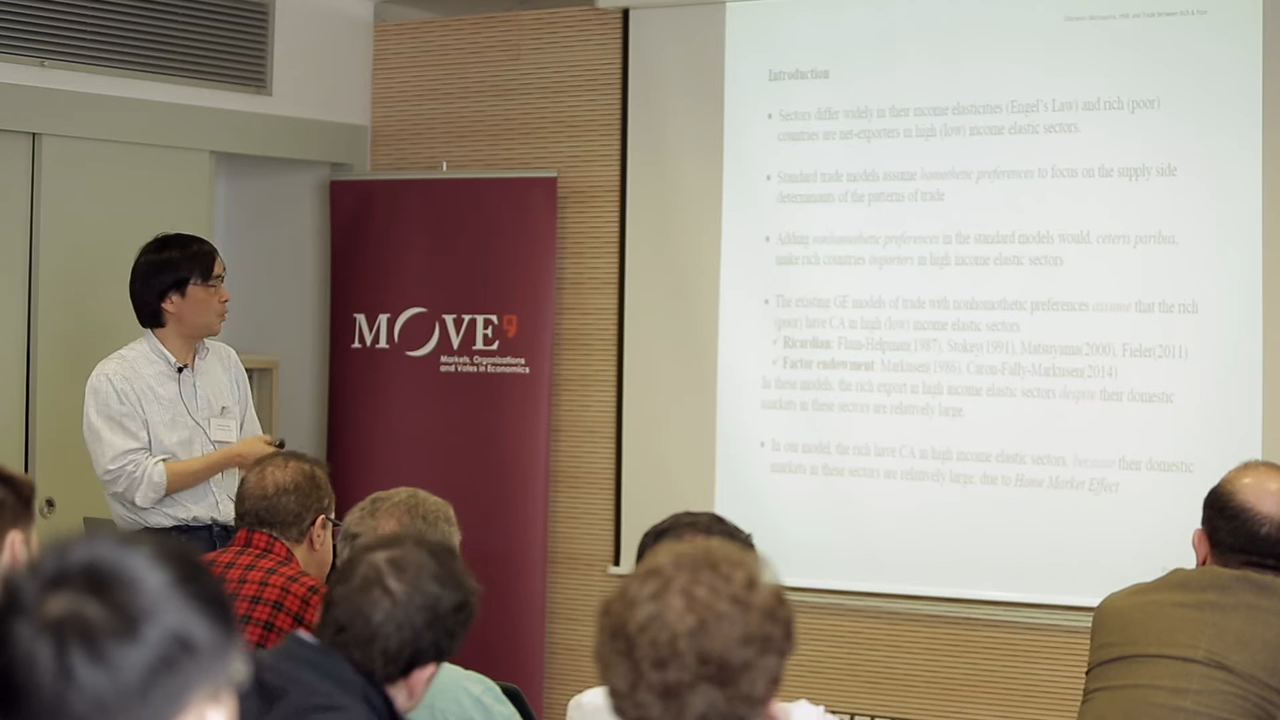 MOVE
Markets, Organizations
and Votes in Economics
Introduction
• Sectors differ widely in their income elasticities (Engel's Law) and rich (poor)
countries are net-exporters in high (low) income elastic sectors.
• Standard trade models assume homothetic preferences to focus on the supply side
determinants of the patterns of trade
• Adding nonhomothetic preferences in the standard models would, ceteris paribus,
make rich countries importers in high income elastic sectors
• The existing GE models of trade with nonhomothetic preferences assume that the rich
(poor) have CA in high (low) income elastic sectors
✓ Ricardian: Flam-Helpman(1987), Stokey(1991), Matsuyama(2000), Fieler(2011)
✓ Factor endowment: Markusen(1986), Caron-Fally-Markusen(2014)
In these models, the rich export in high income elastic sectors despite their domestic
markets in these sectors are relatively large.
• In our model, the rich have CA in high income elastic sectors, because their domestic
markets in these sectors are relatively large, due to Home Market Effect